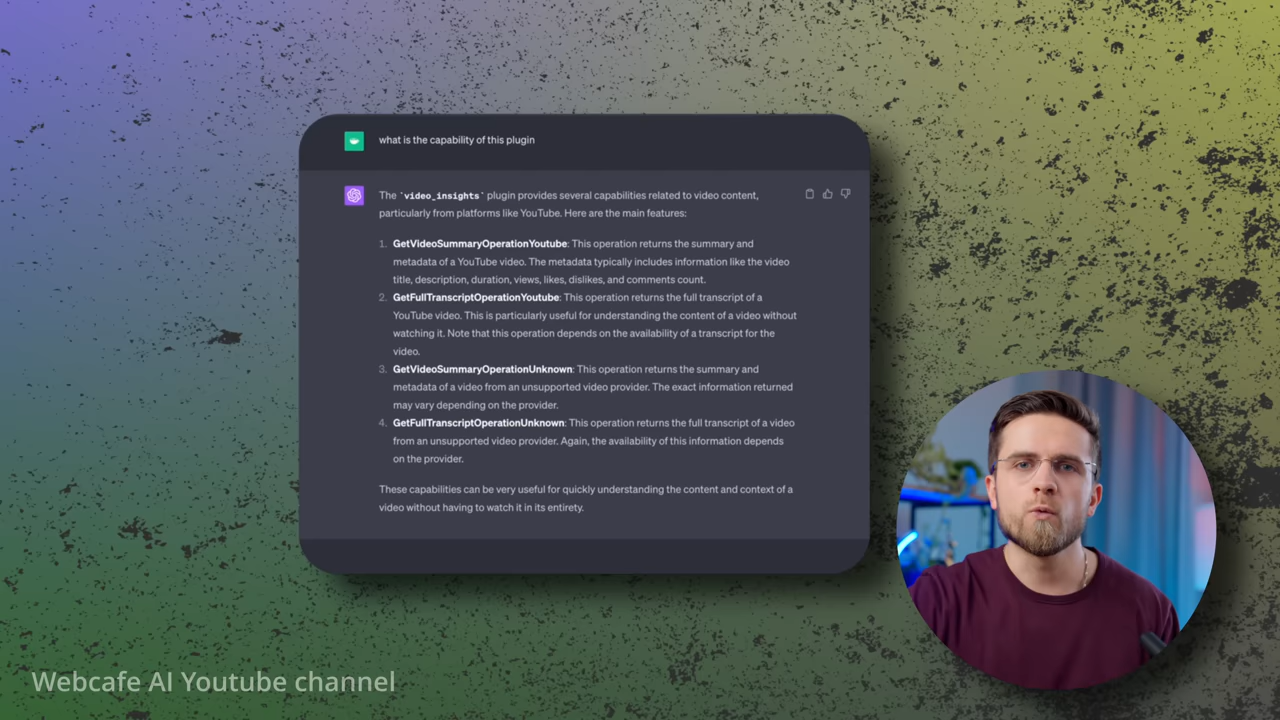 what is the capability of this plugin
The `video_insights` plugin provides several capabilities related to video content,
particularly from platforms like YouTube. Here are the main features:
1. GetVideoSummaryOperationYoutube: This operation returns the summary and
metadata of a YouTube video. The metadata typically includes information like the video
title, description, duration, views, likes, dislikes, and comments count.
2. GetFullTranscriptOperationYoutube: This operation returns the full transcript of a
YouTube video. This is particularly useful for understanding the content of a video without
watching it. Note that this operation depends on the availability of a transcript for the
video.
3. GetVideoSummaryOperationUnknown: This operation returns the summary and
metadata of a video from an unsupported video provider. The exact information returned
may vary depending on the provider.
4. GetFullTranscriptOperationUnknown: This operation returns the full transcript of a video
from an unsupported video provider. Again, the availability of this information depends
on the provider.
These capabilities can be very useful for quickly understanding the content and context of a
video without having to watch it in its entirety.
Webcafe AI Youtube channel